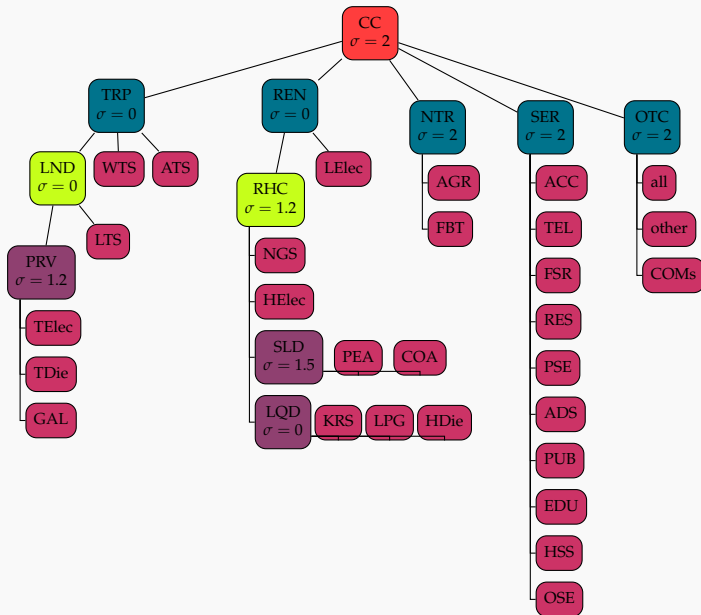 CC
σ = 2
TRP
σ = 0
REN
σ = 0
NTR
σ = 2
SER
σ = 2
OTC
σ = 2
LND
σ = 0
WTS
ATS
RHC
σ = 1.2
LElec
AGR
ACC
all
LTS
FBT
TEL
other
PRV
σ = 1.2
NGS
FSR
COMs
TElec
HElec
RES
TDie
SLD
σ = 1.5
PEA
COA
PSE
GAL
LQD
σ = 0
KRS
LPG
HDie
ADS
PUB
EDU
HSS
OSE